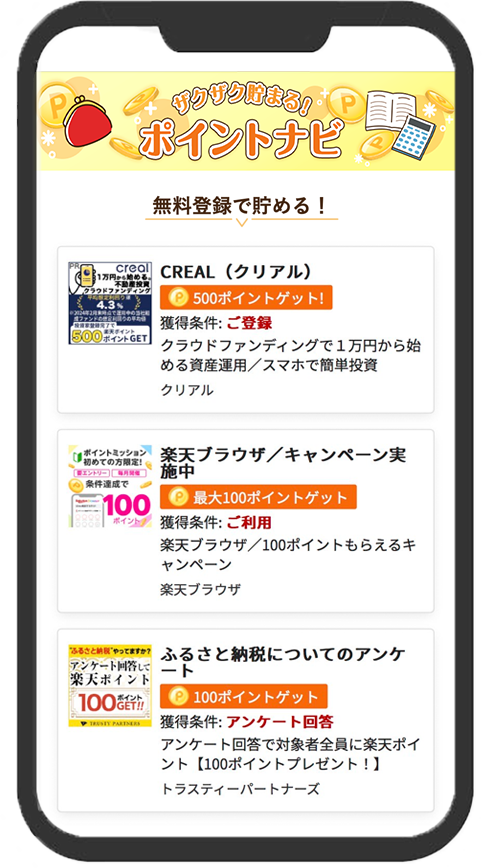 ザクザク貯まる!
ポイントナビ
無料登録で貯める！
PR
creal
1万円から始める。
不動産投資
クラウドファンディング
平均想定利回り※
4.3%
投資家登録完了で
楽天ポイント
500ポイントGET
CREAL（クリアル）
500ポイントゲット!
獲得条件: ご登録
クラウドファンディングで１万円から始
める資産運用／スマホで簡単投資
クリアル
ポイントミッション
初めての方限定!
要エントリー 毎月開催
条件達成で
100
ポイント
楽天ブラウザ／キャンペーン実
施中
最大100ポイントゲット
獲得条件: ご利用
楽天ブラウザ／100ポイントもらえるキ
ャンペーン
楽天ブラウザ
"ふるさと納税"やってますか?
アンケート回答して
楽天ポイント
100ポイントGET!!
TRUSTY PARTNERS
ふるさと納税についてのアンケ
ート
100ポイントゲット
獲得条件: アンケート回答
アンケート回答で対象者全員に楽天ポイ
ント【100ポイントプレゼント！】
トラスティーパートナーズ